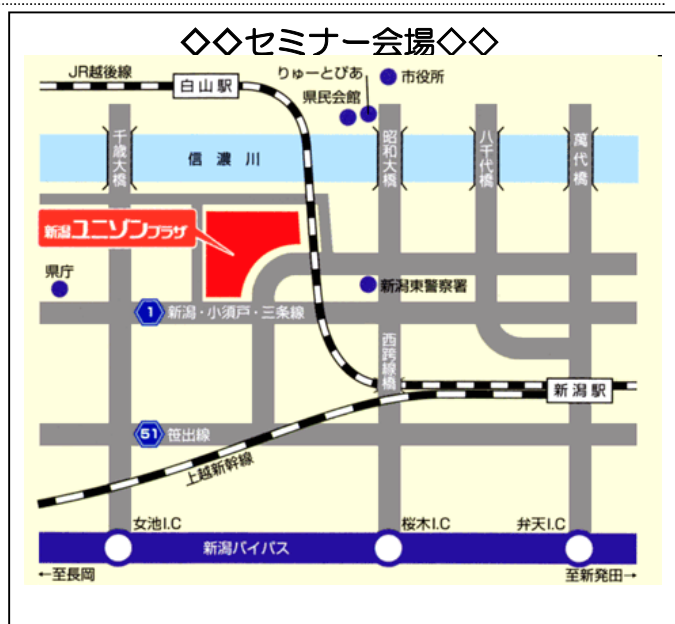 ◇◇セミナー会場◇◇
JR越後線
白山駅
りゅーとぴあ
県民会館
市役所
千歳大橋
信濃川
昭和大橋
八千代橋
萬代橋
新潟ユニゾンプラザ
県庁
新潟東警察署
1 新潟・小須戸・三条線
西跨線橋
新潟駅
51 笹出線
上越新幹線
女池I.C
桜木I.C
弁天I.C
新潟バイパス
←至長岡
至新発田→